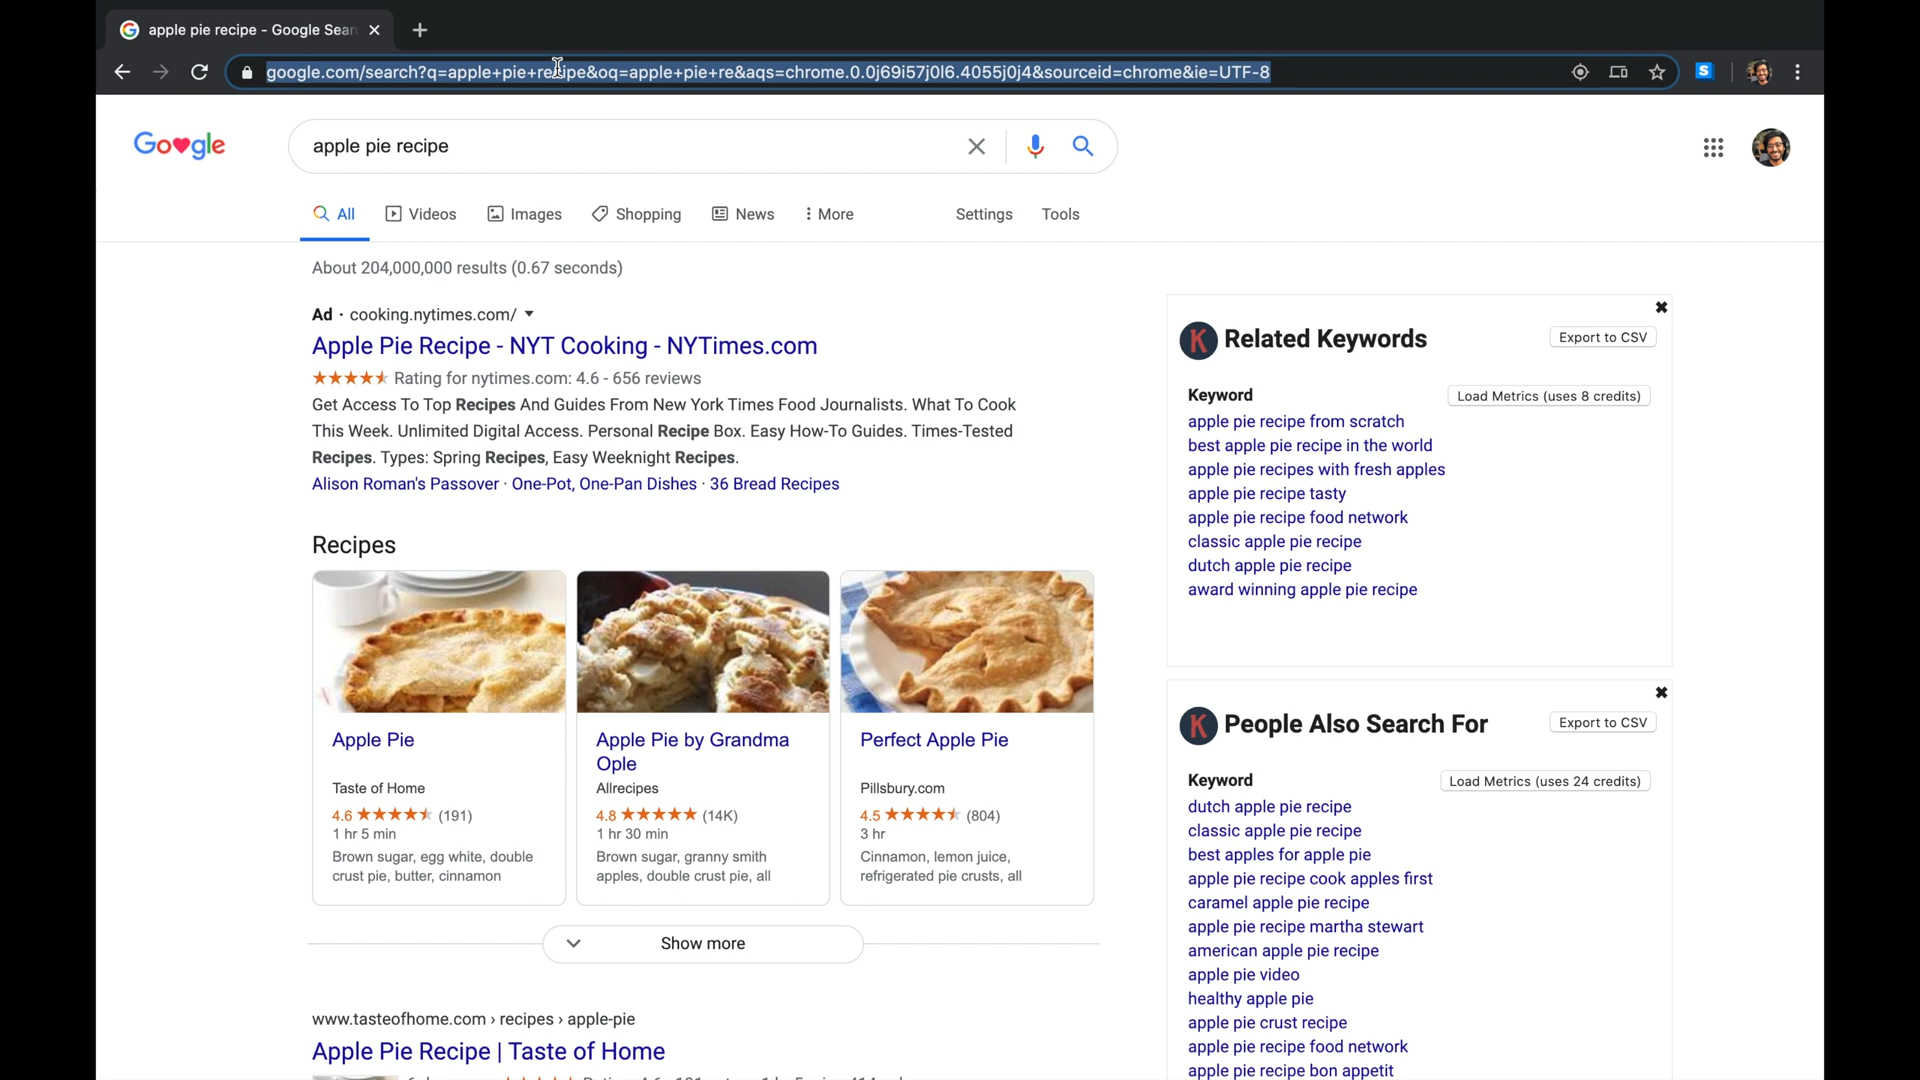 apple pie recipe - Google Sear
google.com/search?q=apple+pie+recipe&oq=apple+pie+re&aqs=chrome.0.0j69i57j0l6.4055j0j4&sourceid=chrome&ie=UTF-8
S
Google
apple pie recipe
All
Videos
Images
Shopping
News
More
Settings
Tools
About 204,000,000 results (0.67 seconds)
Ad · cooking.nytimes.com/
Apple Pie Recipe - NYT Cooking - NYTimes.com
Rating for nytimes.com: 4.6 - 656 reviews
Get Access To Top Recipes And Guides From New York Times Food Journalists. What To Cook
This Week. Unlimited Digital Access. Personal Recipe Box. Easy How-To Guides. Times-Tested
Recipes. Types: Spring Recipes, Easy Weeknight Recipes.
Alison Roman's Passover · One-Pot, One-Pan Dishes · 36 Bread Recipes
Recipes
Apple Pie
Taste of Home
4.6 (191)
1 hr 5 min
Brown sugar, egg white, double
crust pie, butter, cinnamon
Apple Pie by Grandma
Ople
Allrecipes
4.8 (14K)
1 hr 30 min
Brown sugar, granny smith
apples, double crust pie, all
Perfect Apple Pie
Pillsbury.com
4.5 (804)
3 hr
Cinnamon, lemon juice,
refrigerated pie crusts, all
Show more
www.tasteofhome.com › recipes › apple-pie
Apple Pie Recipe | Taste of Home
K Related Keywords
Export to CSV
Keyword
Load Metrics (uses 8 credits)
apple pie recipe from scratch
best apple pie recipe in the world
apple pie recipes with fresh apples
apple pie recipe tasty
apple pie recipe food network
classic apple pie recipe
dutch apple pie recipe
award winning apple pie recipe
K People Also Search For
Export to CSV
Keyword
Load Metrics (uses 24 credits)
dutch apple pie recipe
classic apple pie recipe
best apples for apple pie
apple pie recipe cook apples first
caramel apple pie recipe
apple pie recipe martha stewart
american apple pie recipe
apple pie video
healthy apple pie
apple pie crust recipe
apple pie recipe food network
apple pie recipe bon appetit